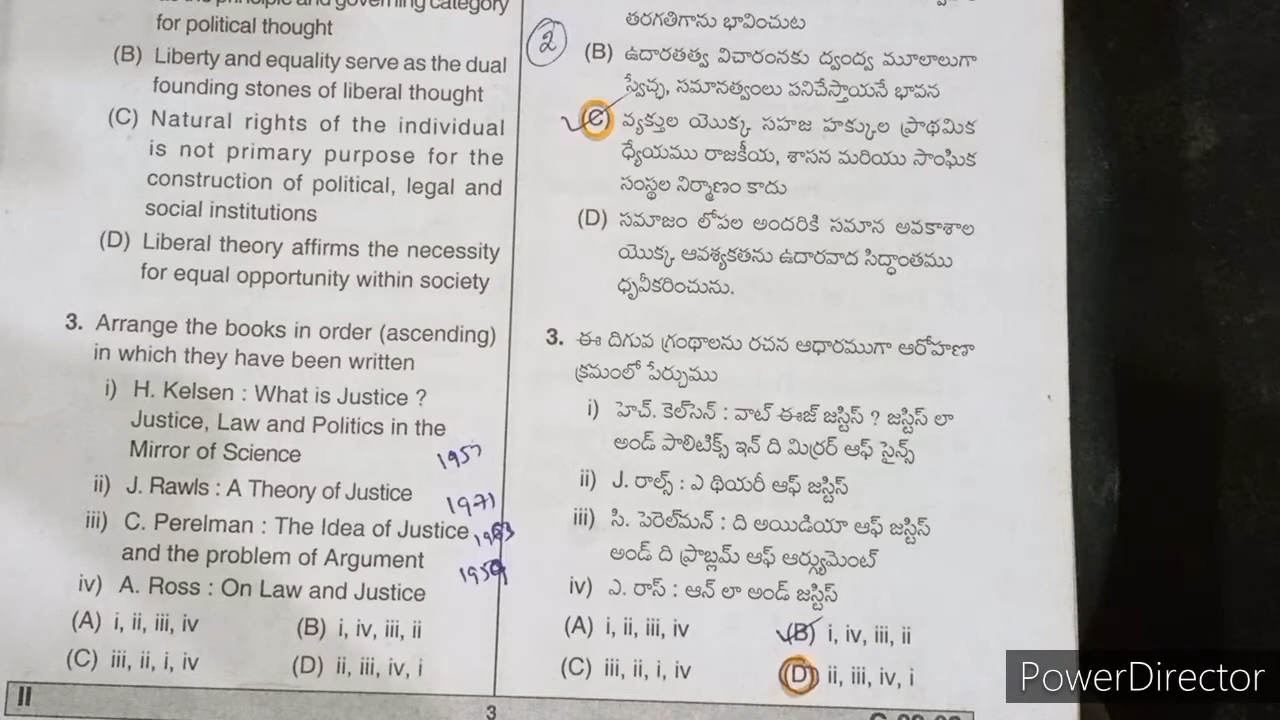 for political thought
(B) Liberty and equality serve as the dual
founding stones of liberal thought
(C) Natural rights of the individual
is not primary purpose for the
construction of political, legal and
social institutions
(D) Liberal theory affirms the necessity
for equal opportunity within society
3. Arrange the books in order (ascending)
in which they have been written
i) H. Kelsen : What is Justice ?
Justice, Law and Politics in the
Mirror of Science
195
ii) J. Rawls : A Theory of Justice
1971
iii) C. Perelman : The Idea of Justice
and the problem of Argument
iv) A. Ross : On Law and Justice
(A) i, ii, iii, iv (B) i, iv, iii, ii
(C) iii, ii, i, iv (D) ii, iii, iv, i
తరగతిగాను భావించుట
2
(B) ఉదారతత్వ విచారంనకు ద్వంద్వ మూలాలుగా
స్వేచ్ఛ, సమానత్వంలు పనిచేస్తాయనే భావన
(C) వ్యక్తుల యొక్క సహజ హక్కుల ప్రాథమిక
ధ్యేయము రాజకీయ, శాసన మరియు సాంఘిక
సంస్థల నిర్మాణం కాదు
(D) సమాజం లోపల అందరికి సమాన అవకాశాల
యొక్క ఆవశ్యకతను ఉదారవాద సిద్ధాంతము
ధృవీకరించును.
3. ఈ దిగువ గ్రంథాలను రచన ఆధారముగా ఆరోహణా
క్రమంలో పేర్చుము
i) హెచ్. కెల్‌సెన్ : వాట్ ఈజ్ జస్టిస్ ? జస్టిస్ లా
అండ్ పాలిటిక్స్ ఇన్ ది మిర్రర్ ఆఫ్ సైన్స్
ii) J. రాల్స్ : ఎ థియరీ ఆఫ్ జస్టిస్
iii) సి. పెరెల్‌మన్ : ది అయిడియా ఆఫ్ జస్టిస్
అండ్ ది ప్రాబ్లమ్ ఆఫ్ ఆర్గ్యుమెంట్
iv) ఎ. రాస్ : ఆన్ లా అండ్ జస్టిస్
(A) i, ii, iii, iv (B) i, iv, iii, ii
(C) iii, ii, i, iv (D) ii, iii, iv, i
II
3
PowerDirector